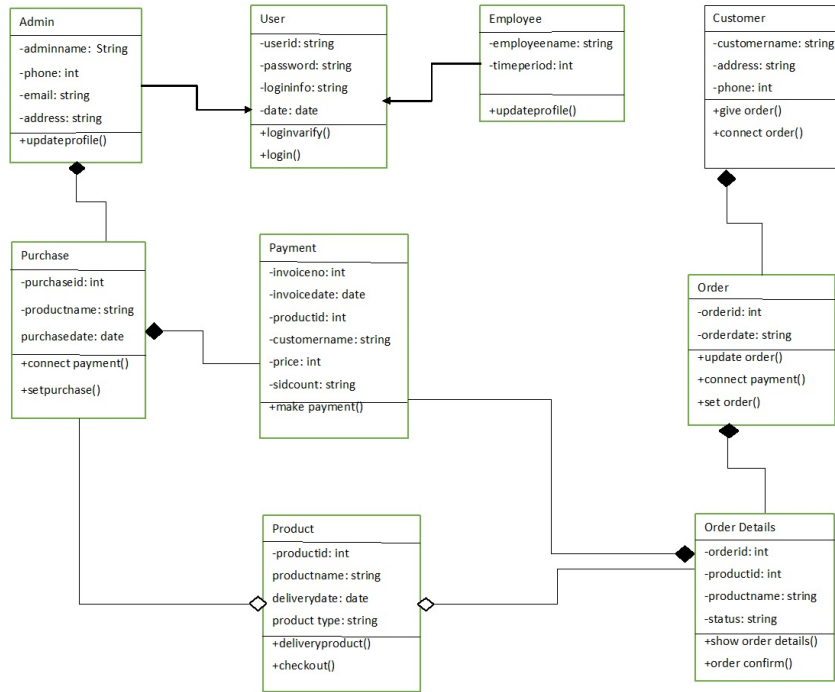 Admin
-adminname: String
-phone: int
-email: string
-address: string
+updateprofile()
User
-userid: string
-password: string
-logininfo: string
-date: date
+loginvarify()
+login()
Employee
-employeename: string
-timeperiod: int
+updateprofile()
Customer
-customername: string
-address: string
-phone: int
+give order()
+connect order()
Purchase
-purchaseid: int
-productname: string
purchasedate: date
+connect payment()
+setpurchase()
Payment
-invoiceno: int
-invoicedate: date
-productid: int
-customername: string
-price: int
-sidcount: string
+make payment()
Order
-orderid: int
-orderdate: string
+update order()
+connect payment()
+set order()
Product
-productid: int
productname: string
deliverydate: date
product type: string
+deliveryproduct()
+checkout()
Order Details
-orderid: int
-productid: int
-productname: string
-status: string
+show order details()
+order confirm()